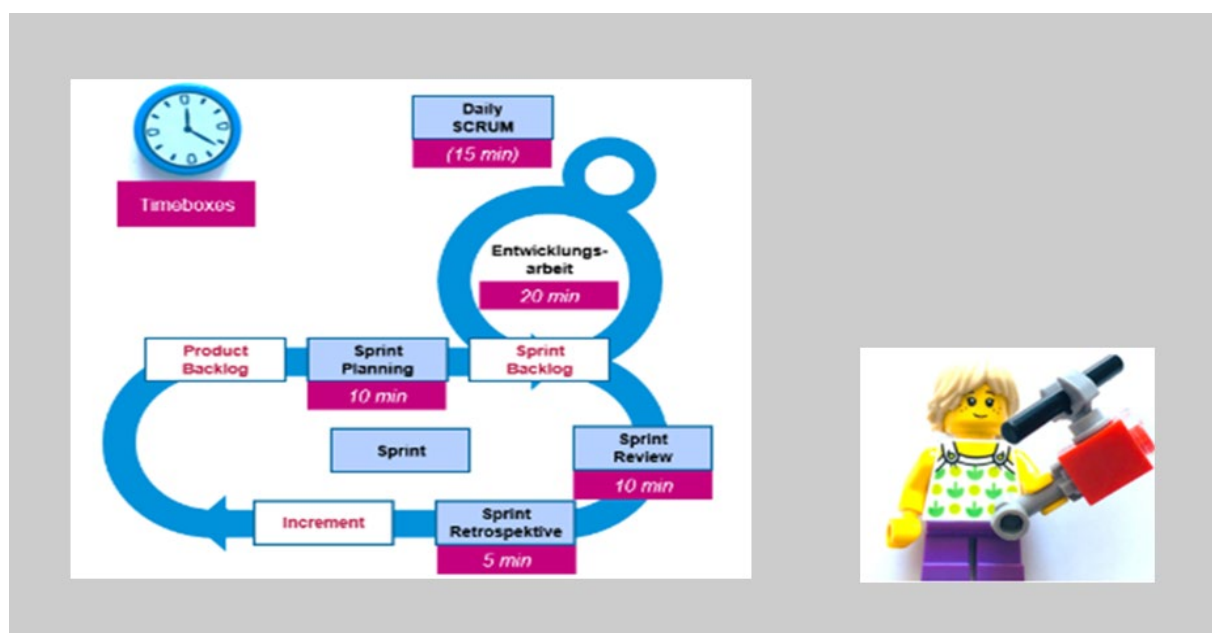 Timeboxes
Daily
SCRUM
(15 min)
Entwicklungs-
arbeit
20 min
Product
Backlog
Sprint
Planning
10 min
Sprint
Backlog
Sprint
Sprint
Review
10 min
Increment
Sprint
Retrospektive
5 min